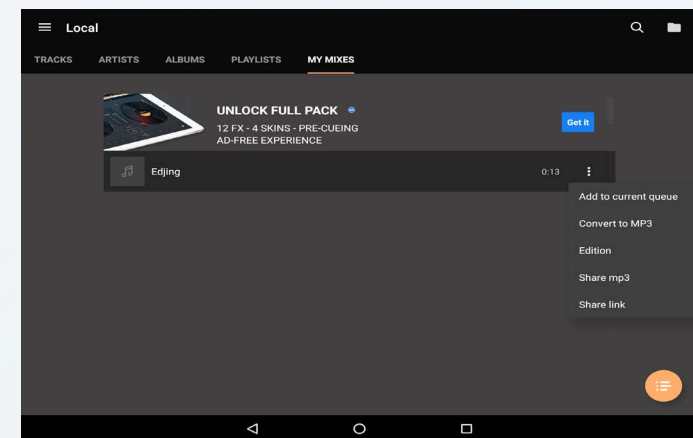 Local
TRACKS ARTISTS ALBUMS PLAYLISTS MY MIXES
UNLOCK FULL PACK
12 FX - 4 SKINS - PRE-CUEING
AD-FREE EXPERIENCE
Get it
Edjing 0:13
Add to current queue
Convert to MP3
Edition
Share mp3
Share link